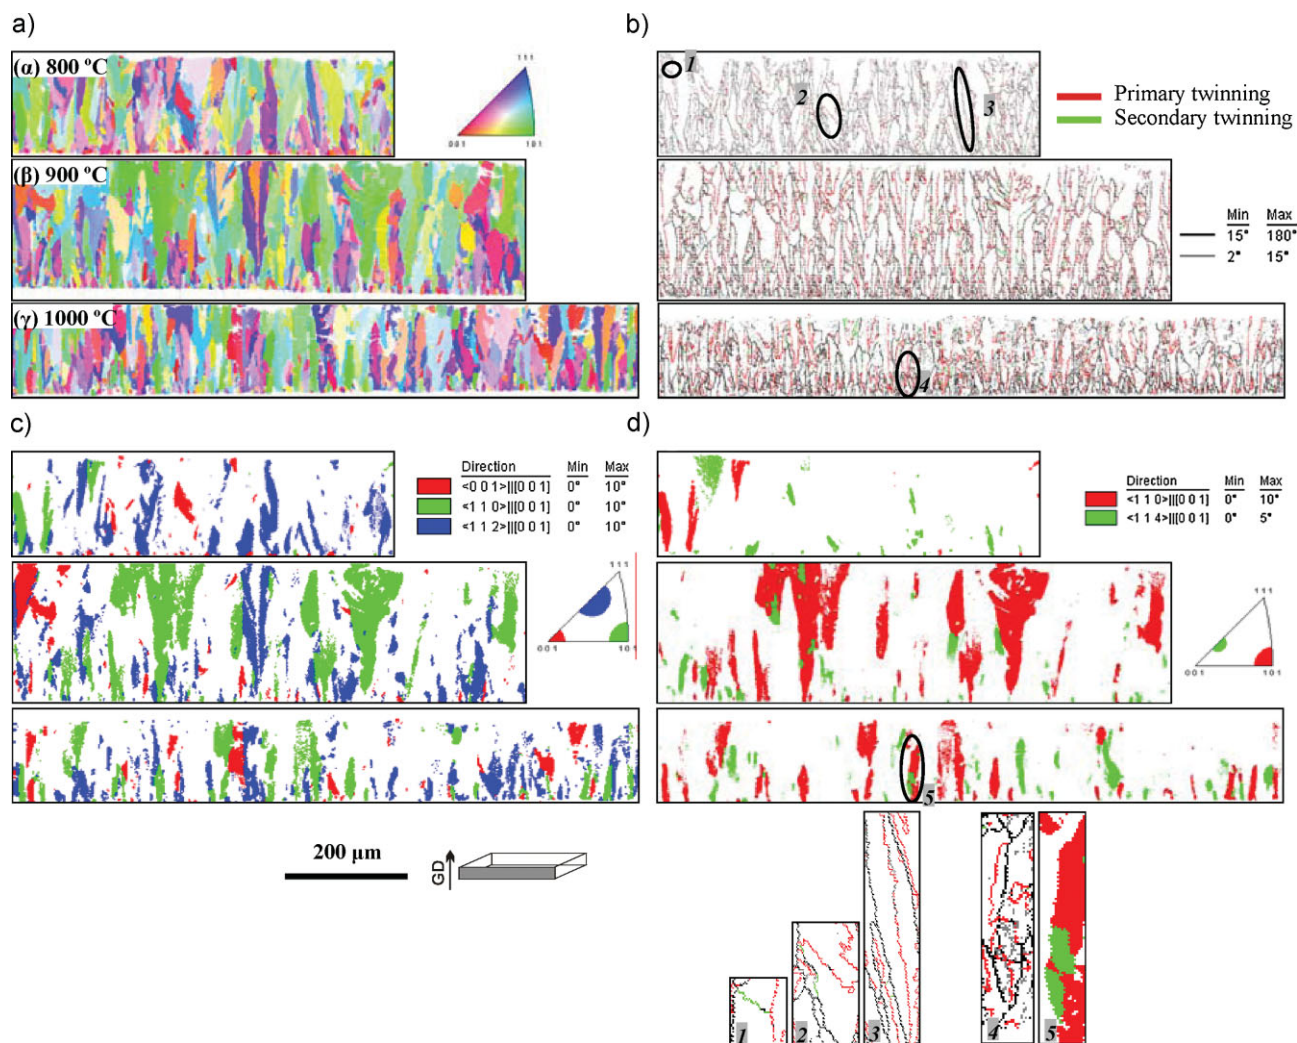 a)
(α) 800 ºC
111
001
101
(β) 900 ºC
(γ) 1000 ºC
b)
1
2
3
Primary twinning
Secondary twinning
Min Max
15° 180°
2° 15°
4
c)
Direction Min Max
<0 0 1>||[0 0 1] 0° 10°
<1 1 0>||[0 0 1] 0° 10°
<1 1 2>||[0 0 1] 0° 10°
111
001
101
d)
Direction Min Max
<1 1 0>||[0 0 1] 0° 10°
<1 1 4>||[0 0 1] 0° 5°
111
001
101
5
200 μm
GD
1
2
3
4
5